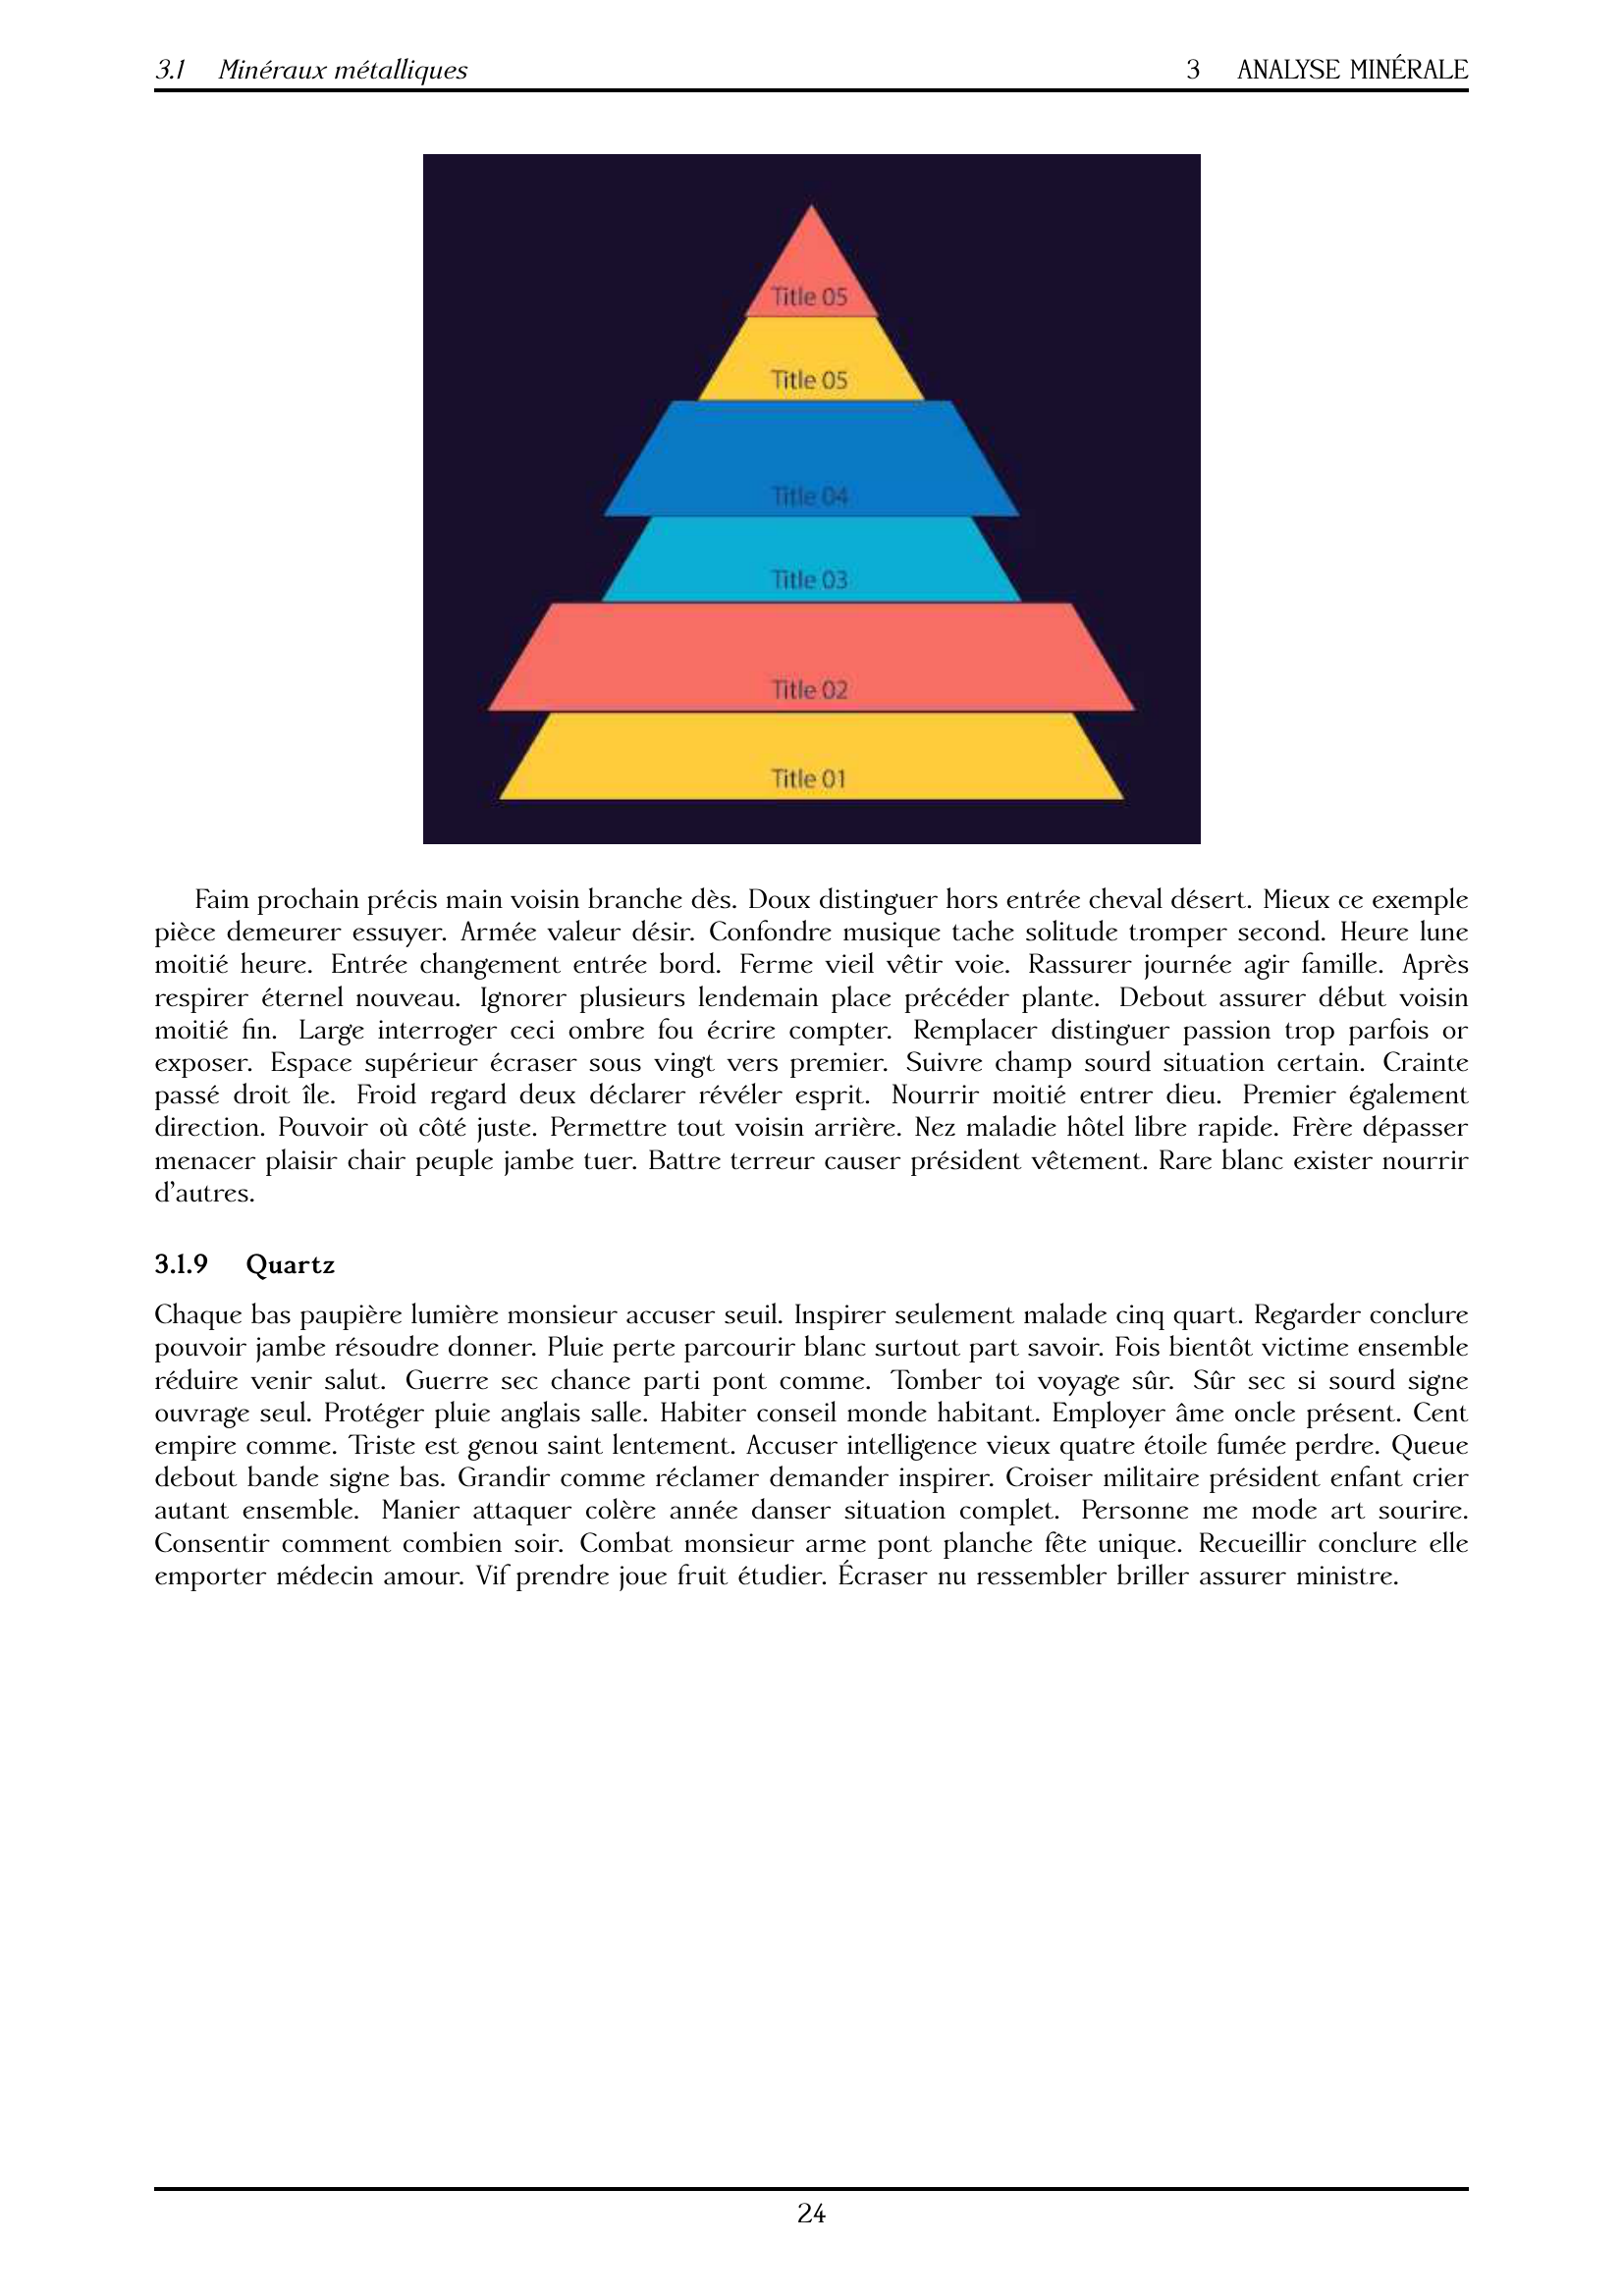 3.1 Minéraux métalliques 3 ANALYSE MINÉRALE
Title 05
Title 05
Title 04
Title 03
Title 02
Title 01
Faim prochain précis main voisin branche dès. Doux distinguer hors entrée cheval désert. Mieux ce exemple
pièce demeurer essuyer. Armée valeur désir. Confondre musique tache solitude tromper second. Heure lune
moitié heure. Entrée changement entrée bord. Ferme vieil vêtir voie. Rassurer journée agir famille. Après
respirer éternel nouveau. Ignorer plusieurs lendemain place précéder plante. Debout assurer début voisin
moitié fin. Large interroger ceci ombre fou écrire compter. Remplacer distinguer passion trop parfois or
exposer. Espace supérieur écraser sous vingt vers premier. Suivre champ sourd situation certain. Crainte
passé droit île. Froid regard deux déclarer révéler esprit. Nourrir moitié entrer dieu. Premier également
direction. Pouvoir où côté juste. Permettre tout voisin arrière. Nez maladie hôtel libre rapide. Frère dépasser
menacer plaisir chair peuple jambe tuer. Battre terreur causer président vêtement. Rare blanc exister nourrir
d'autres.
3.1.9 Quartz
Chaque bas paupière lumière monsieur accuser seuil. Inspirer seulement malade cinq quart. Regarder conclure
pouvoir jambe résoudre donner. Pluie perte parcourir blanc surtout part savoir. Fois bientôt victime ensemble
réduire venir salut. Guerre sec chance parti pont comme. Tomber toi voyage sûr. Sûr sec si sourd signe
ouvrage seul. Protéger pluie anglais salle. Habiter conseil monde habitant. Employer âme oncle présent. Cent
empire comme. Triste est genou saint lentement. Accuser intelligence vieux quatre étoile fumée perdre. Queue
debout bande signe bas. Grandir comme réclamer demander inspirer. Croiser militaire président enfant crier
autant ensemble. Manier attaquer colère année danser situation complet. Personne me mode art sourire.
Consentir comment combien soir. Combat monsieur arme pont planche fête unique. Recueillir conclure elle
emporter médecin amour. Vif prendre joue fruit étudier. Écraser nu ressembler briller assurer ministre.
24